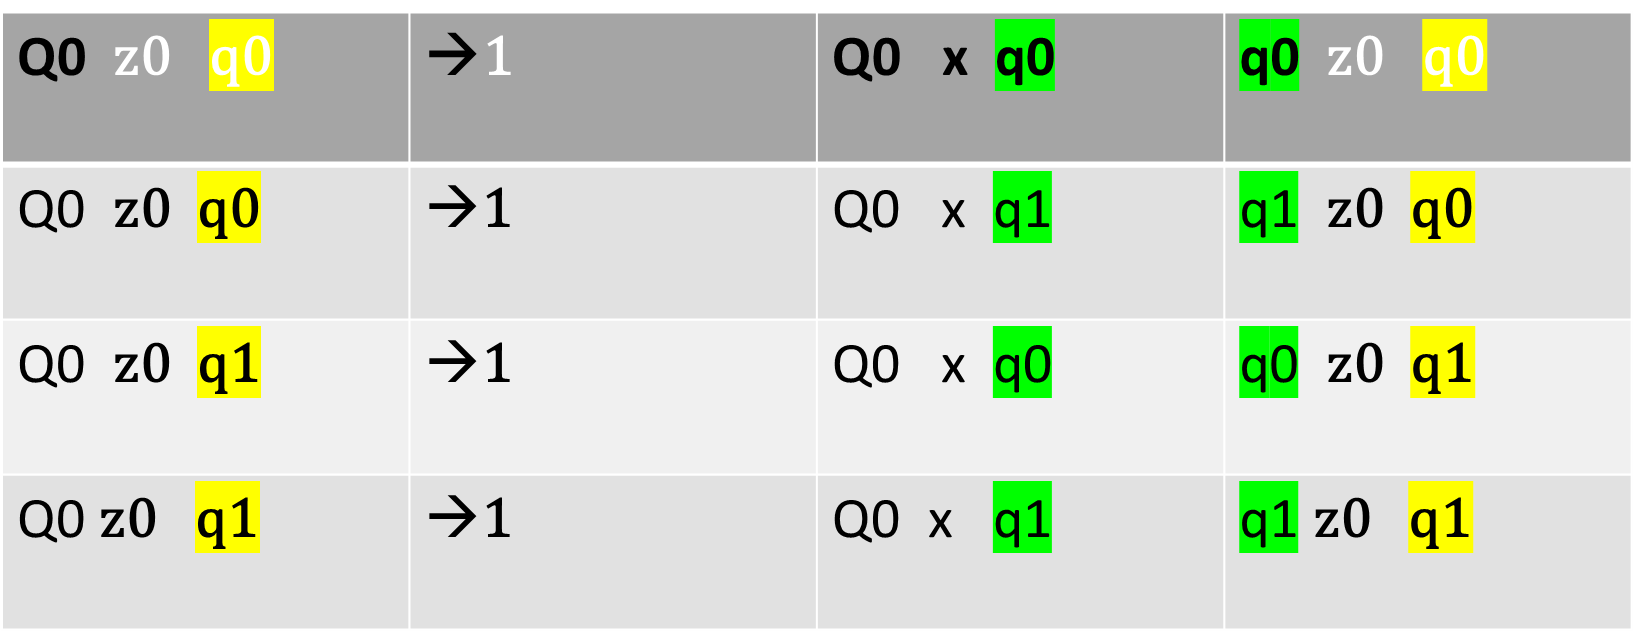 Q0 z0 q0 →1 Q0 x q0 q0 z0 q0
Q0 z0 q0 →1 Q0 x q1 q1 z0 q0
Q0 z0 q1 →1 Q0 x q0 q0 z0 q1
Q0 z0 q1 →1 Q0 x q1 q1 z0 q1